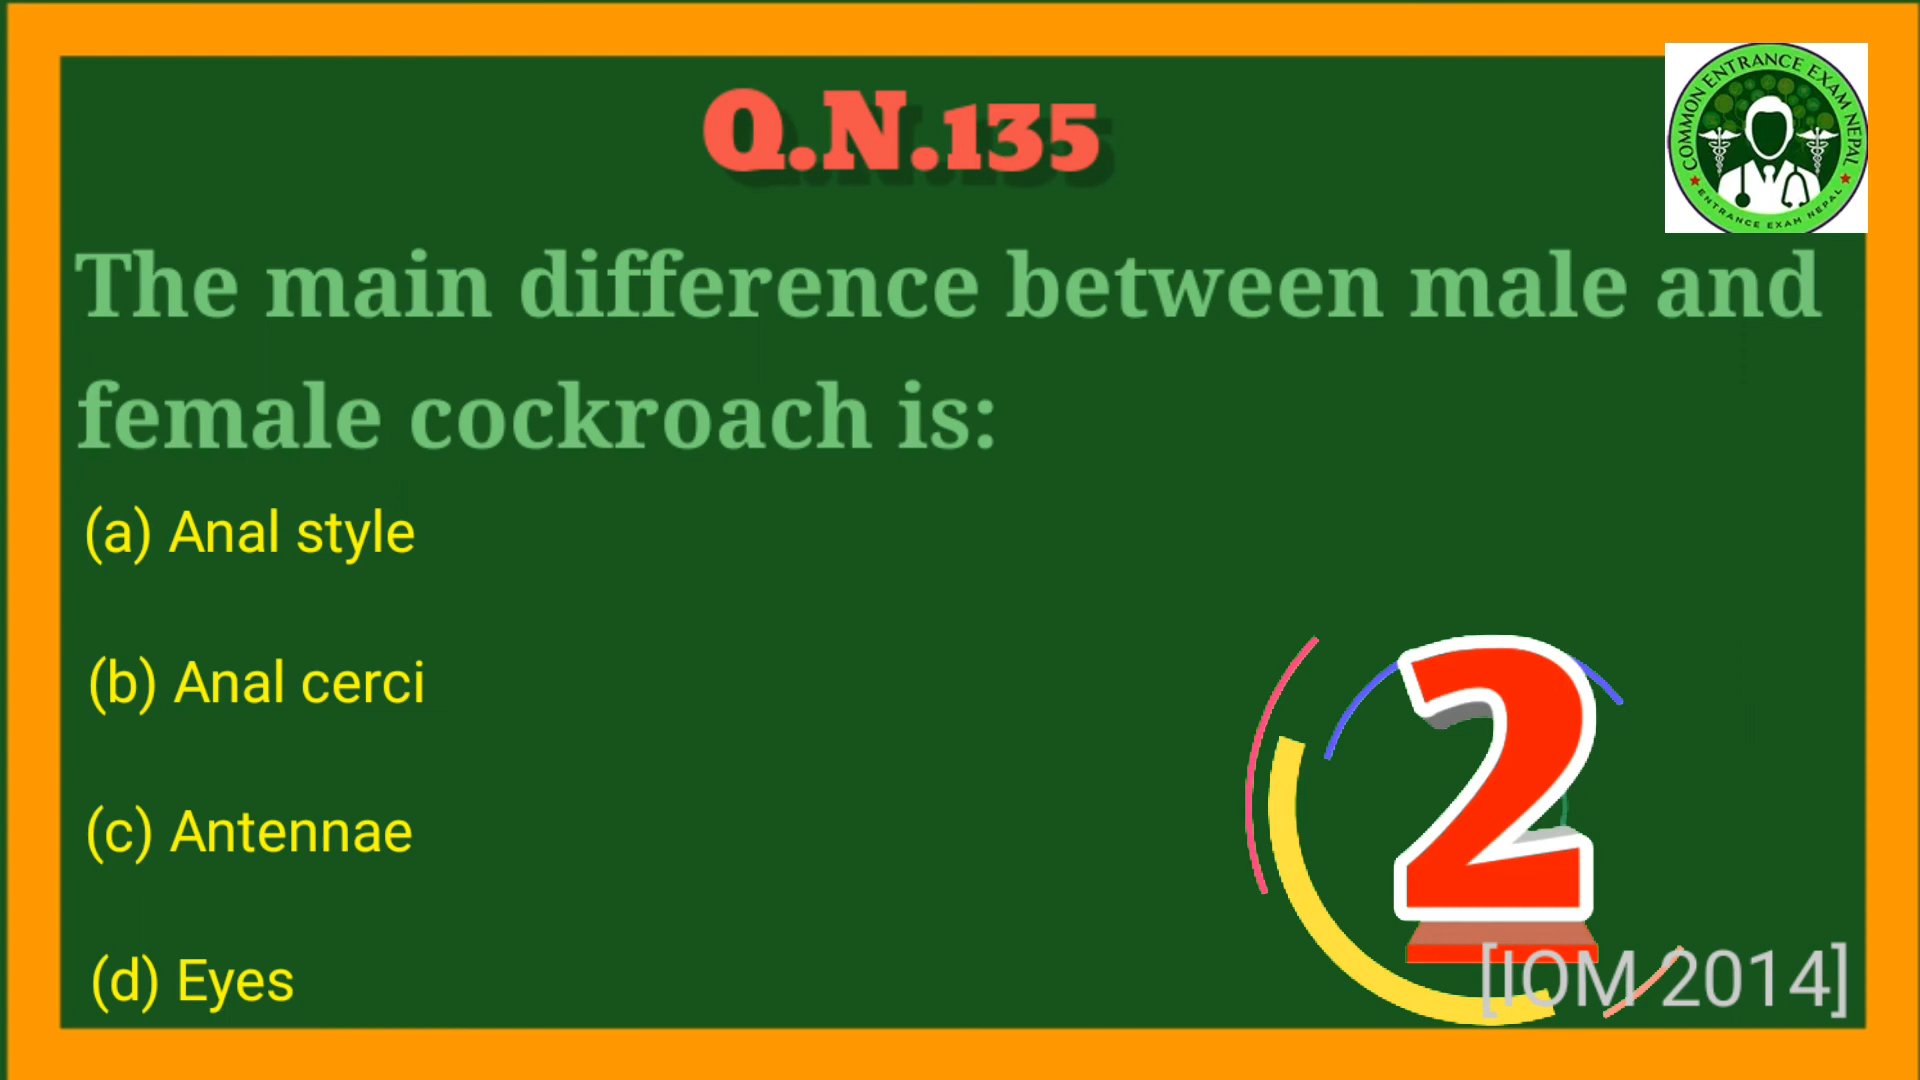 COMMON ENTRANCE EXAM NEPAL
ENTRANCE EXAM NEPAL
Q.N.135
The main difference between male and
female cockroach is:
(a) Anal style
(b) Anal cerci
(c) Antennae
(d) Eyes
2
[IOM 2014]